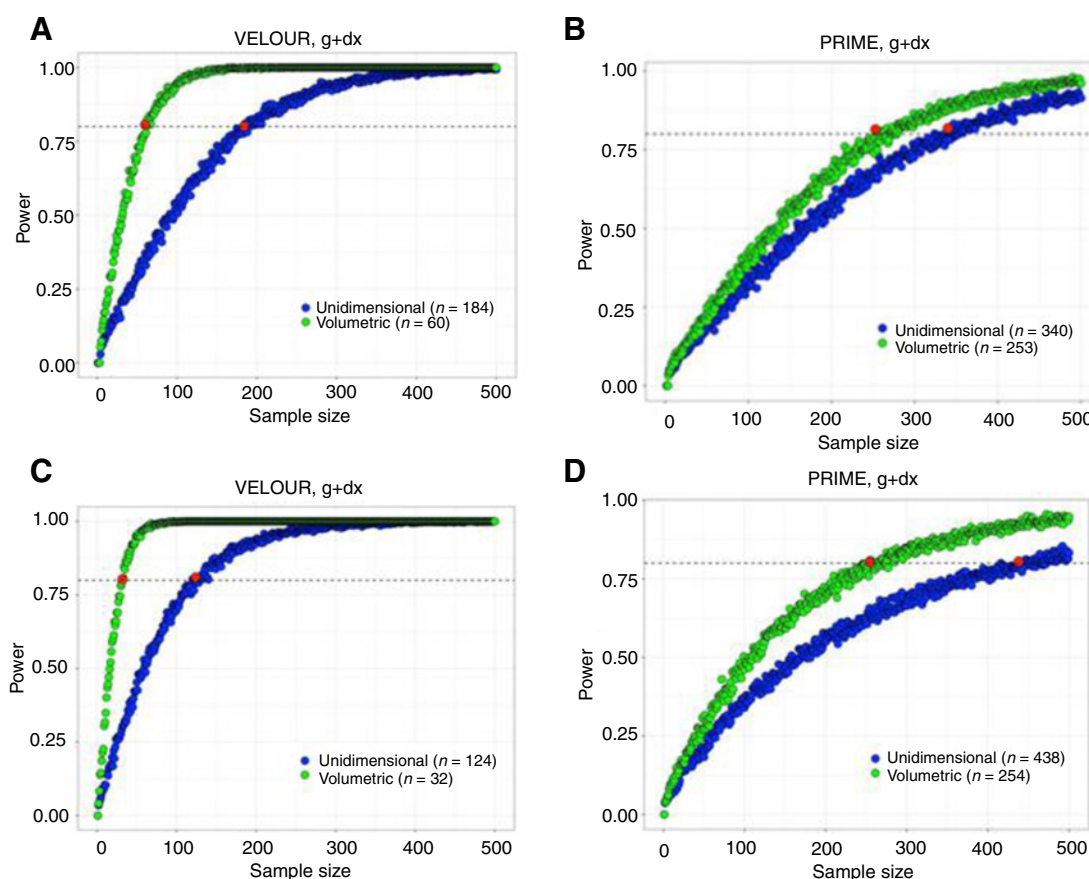 A
VELOUR, g+dx
1.00
0.75
0.50
0.25
0.00
Power
Unidimensional (n = 184)
Volumetric (n = 60)
0 100 200 300 400 500
Sample size
B
PRIME, g+dx
1.00
0.75
0.50
0.25
0.00
Power
Unidimensional (n = 340)
Volumetric (n = 253)
0 100 200 300 400 500
Sample size
C
VELOUR, g+dx
1.00
0.75
0.50
0.25
0.00
Power
Unidimensional (n = 124)
Volumetric (n = 32)
0 100 200 300 400 500
Sample size
D
PRIME, g+dx
1.00
0.75
0.50
0.25
0.00
Power
Unidimensional (n = 438)
Volumetric (n = 254)
0 100 200 300 400 500
Sample size